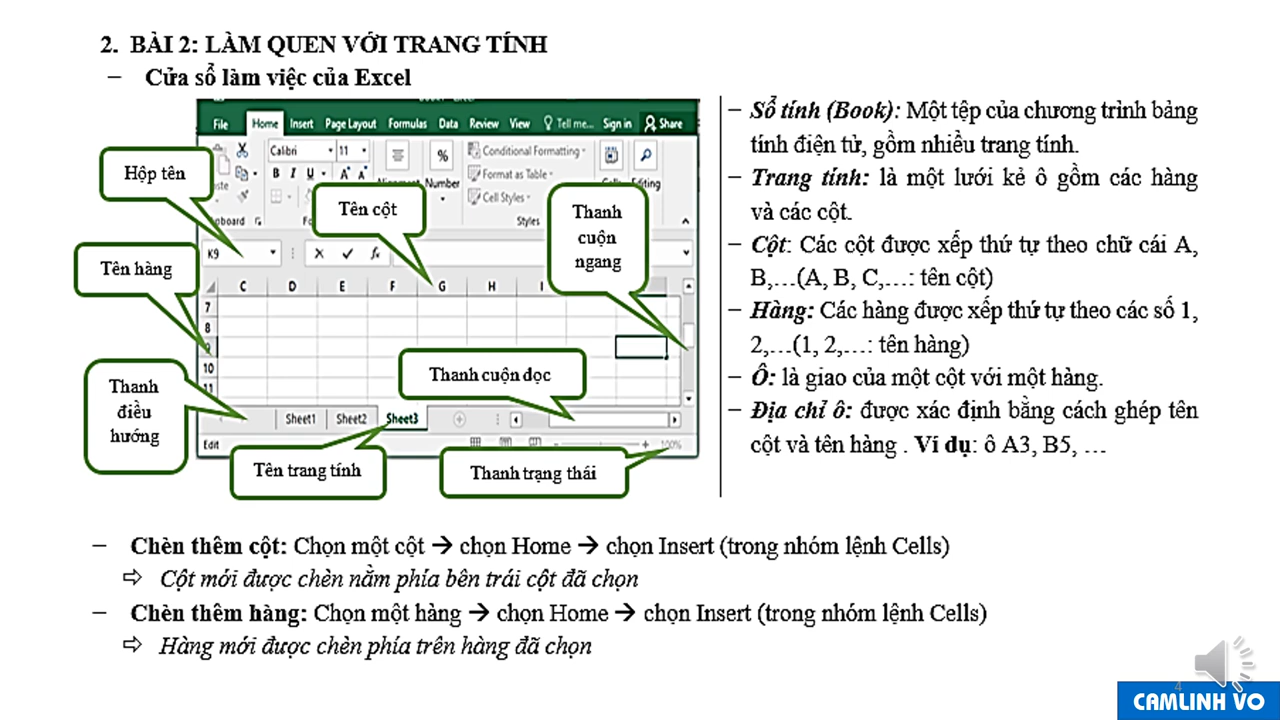 2. BÀI 2: LÀM QUEN VỚI TRANG TÍNH
– Cửa sổ làm việc của Excel
File Home Insert Page Layout Formulas Data Review View Tell me... Sign in Share
Calibri 11 % Conditional Formatting
B I U A A Number Format as Table
Cell Styles
Styles
Hộp tên
Tên cột
Thanh
cuộn
ngang
K9
Tên hàng
C D E F G H I
7
8
9
10
11
Thanh
điều
hướng
Thanh cuộn dọc
Sheet1 Sheet2 Sheet3
Edit 100%
Tên trang tính
Thanh trạng thái
– Sổ tính (Book): Một tệp của chương trình bảng
tính điện tử, gồm nhiều trang tính.
– Trang tính: là một lưới kẻ ô gồm các hàng
và các cột.
– Cột: Các cột được xếp thứ tự theo chữ cái A,
B,…(A, B, C,…: tên cột)
– Hàng: Các hàng được xếp thứ tự theo các số 1,
2,…(1, 2,…: tên hàng)
– Ô: là giao của một cột với một hàng.
– Địa chỉ ô: được xác định bằng cách ghép tên
cột và tên hàng . Ví dụ: ô A3, B5, …
– Chèn thêm cột: Chọn một cột → chọn Home → chọn Insert (trong nhóm lệnh Cells)
⇨ Cột mới được chèn nằm phía bên trái cột đã chọn
– Chèn thêm hàng: Chọn một hàng → chọn Home → chọn Insert (trong nhóm lệnh Cells)
⇨ Hàng mới được chèn phía trên hàng đã chọn
4
CAMLINH VO